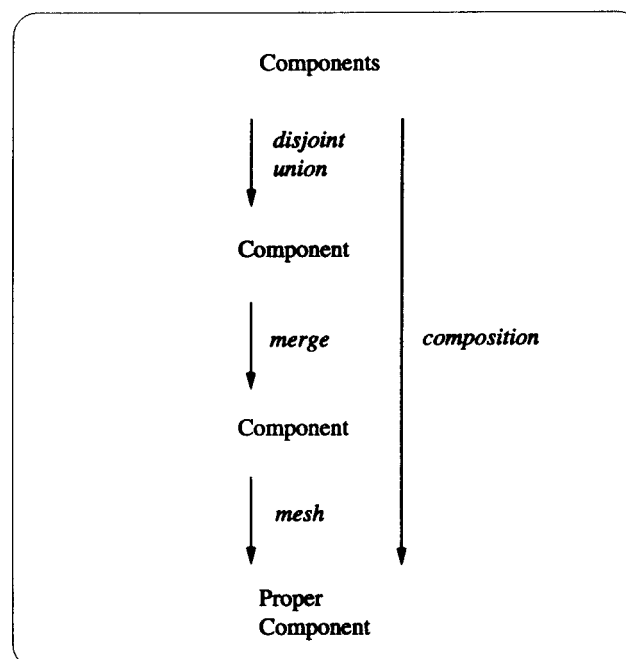 Components
disjoint
union
Component
merge
composition
Component
mesh
Proper
Component